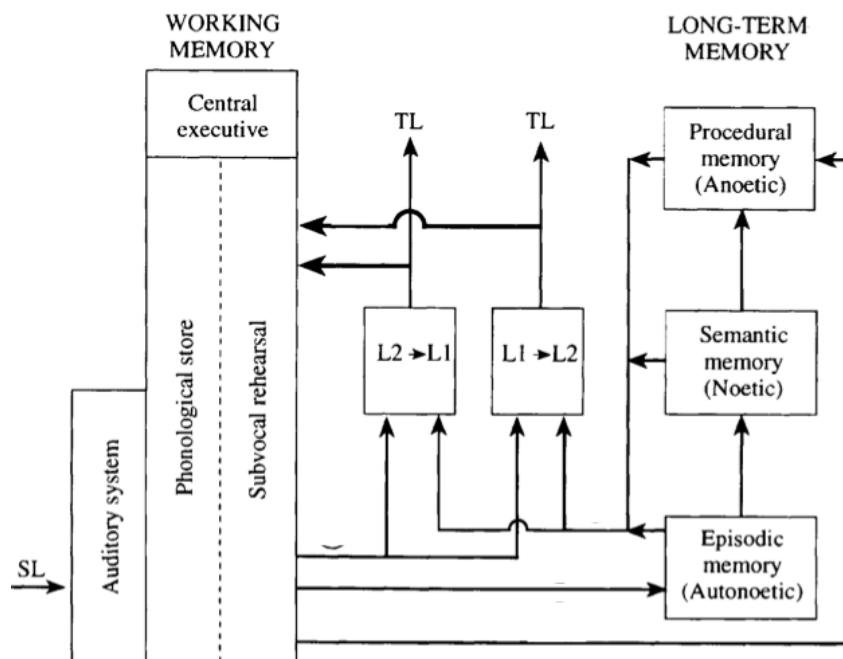 WORKING
MEMORY
LONG-TERM
MEMORY
Central
executive
TL
TL
Procedural
memory
(Anoetic)
L2 → L1
L1 → L2
Semantic
memory
(Noetic)
Phonological store
Subvocal rehearsal
Auditory system
SL
Episodic
memory
(Autonoetic)